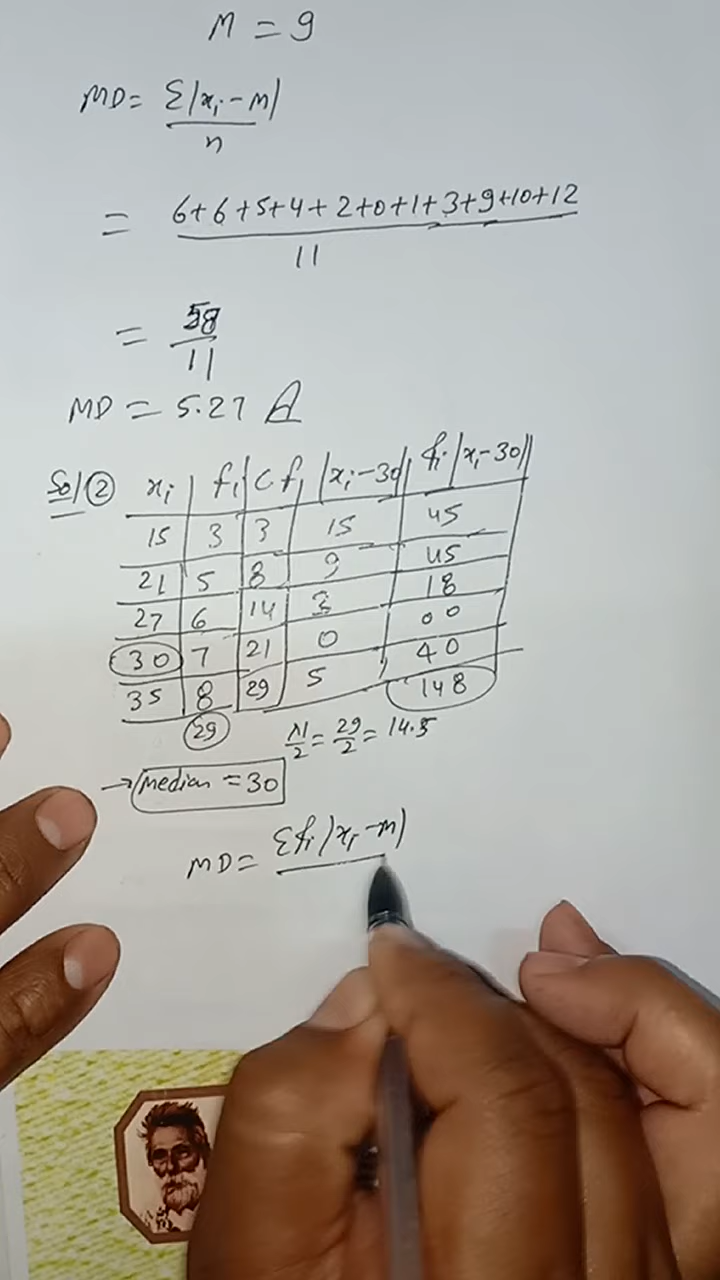 M = 9
MD = Σ|xᵢ - M|
n
= 6+6+5+4+2+0+1+3+9+10+12
11
= 58
11
MD = 5.27
Sol ② xᵢ | fᵢ | cf | |xᵢ-30| | fᵢ |xᵢ-30|
15 | 3 | 3 | 15 | 45
21 | 5 | 8 | 9 | 45
27 | 6 | 14 | 3 | 18
30 | 7 | 21 | 0 | 00
35 | 8 | 29 | 5 | 40
29 148
N/2 = 29/2 = 14.5
→ median = 30
MD = Σfᵢ|xᵢ-M|